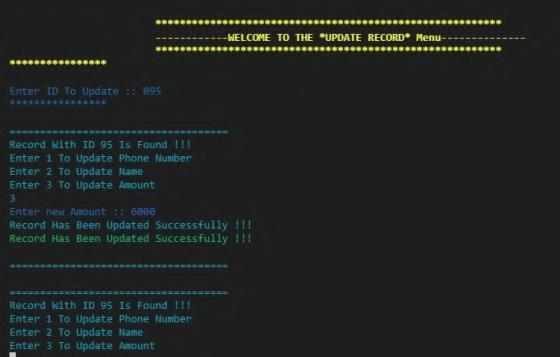 *********************************************************
------------WELCOME TO THE *UPDATE RECORD* Menu--------------
*********************************************************
****************
Enter ID To Update :: 095
****************
====================================
Record With ID 95 Is Found !!!
Enter 1 To Update Phone Number
Enter 2 To Update Name
Enter 3 To Update Amount
3
Enter new Amount :: 6000
Record Has Been Updated Successfully !!!
Record Has Been Updated Successfully !!!
====================================
====================================
Record With ID 95 Is Found !!!
Enter 1 To Update Phone Number
Enter 2 To Update Name
Enter 3 To Update Amount